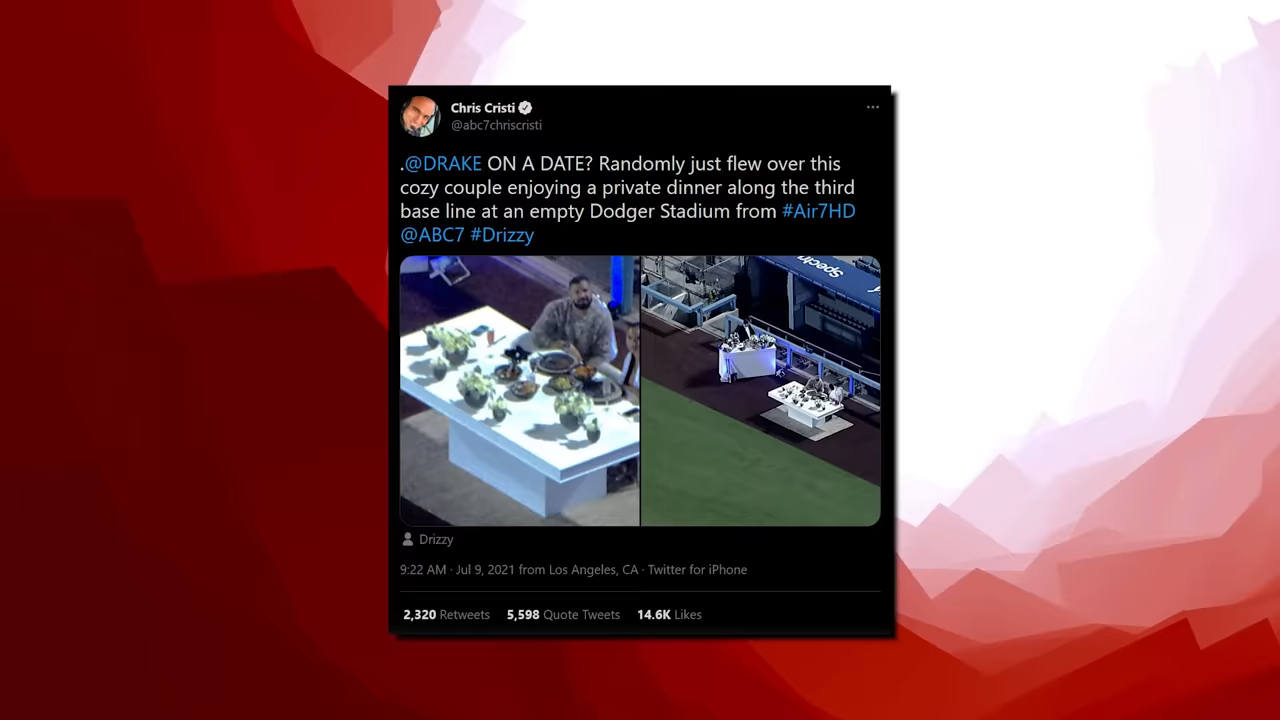 Chris Cristi
@abc7chriscristi
.@DRAKE ON A DATE? Randomly just flew over this
cozy couple enjoying a private dinner along the third
base line at an empty Dodger Stadium from #Air7HD
@ABC7 #Drizzy
Spectr
Drizzy
9:22 AM · Jul 9, 2021 from Los Angeles, CA · Twitter for iPhone
2,320 Retweets 5,598 Quote Tweets 14.6K Likes